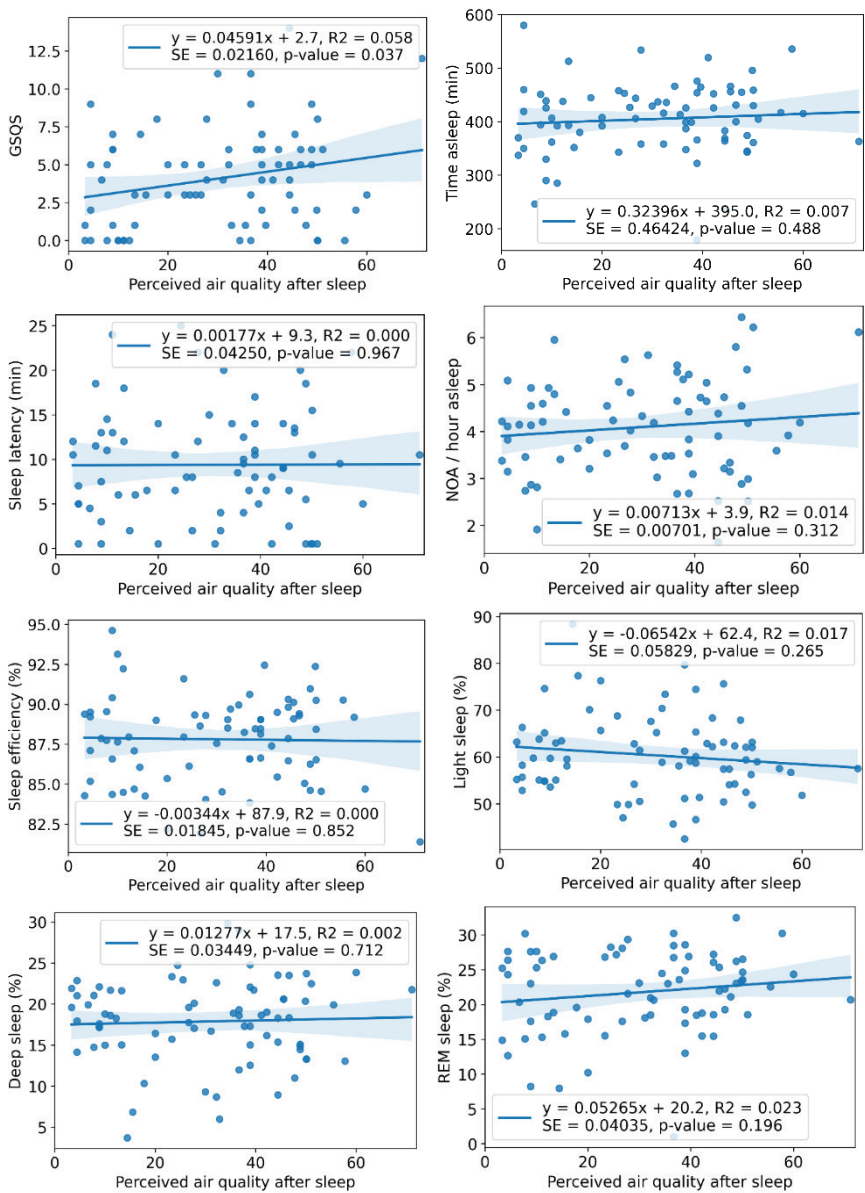 y = 0.04591x + 2.7, R2 = 0.058
SE = 0.02160, p-value = 0.037
GSQS
12.5
10.0
7.5
5.0
2.5
0.0
0 20 40 60
Perceived air quality after sleep
y = 0.32396x + 395.0, R2 = 0.007
SE = 0.46424, p-value = 0.488
Time asleep (min)
600
500
400
300
200
0 20 40 60
Perceived air quality after sleep
y = 0.00177x + 9.3, R2 = 0.000
SE = 0.04250, p-value = 0.967
Sleep latency (min)
25
20
15
10
5
0
0 20 40 60
Perceived air quality after sleep
y = 0.00713x + 3.9, R2 = 0.014
SE = 0.00701, p-value = 0.312
NOA / hour asleep
6
5
4
3
2
0 20 40 60
Perceived air quality after sleep
y = -0.00344x + 87.9, R2 = 0.000
SE = 0.01845, p-value = 0.852
Sleep efficiency (%)
95.0
92.5
90.0
87.5
85.0
82.5
0 20 40 60
Perceived air quality after sleep
y = -0.06542x + 62.4, R2 = 0.017
SE = 0.05829, p-value = 0.265
Light sleep (%)
90
80
70
60
50
0 20 40 60
Perceived air quality after sleep
y = 0.01277x + 17.5, R2 = 0.002
SE = 0.03449, p-value = 0.712
Deep sleep (%)
30
25
20
15
10
5
0 20 40 60
Perceived air quality after sleep
y = 0.05265x + 20.2, R2 = 0.023
SE = 0.04035, p-value = 0.196
REM sleep (%)
30
20
10
0
0 20 40 60
Perceived air quality after sleep